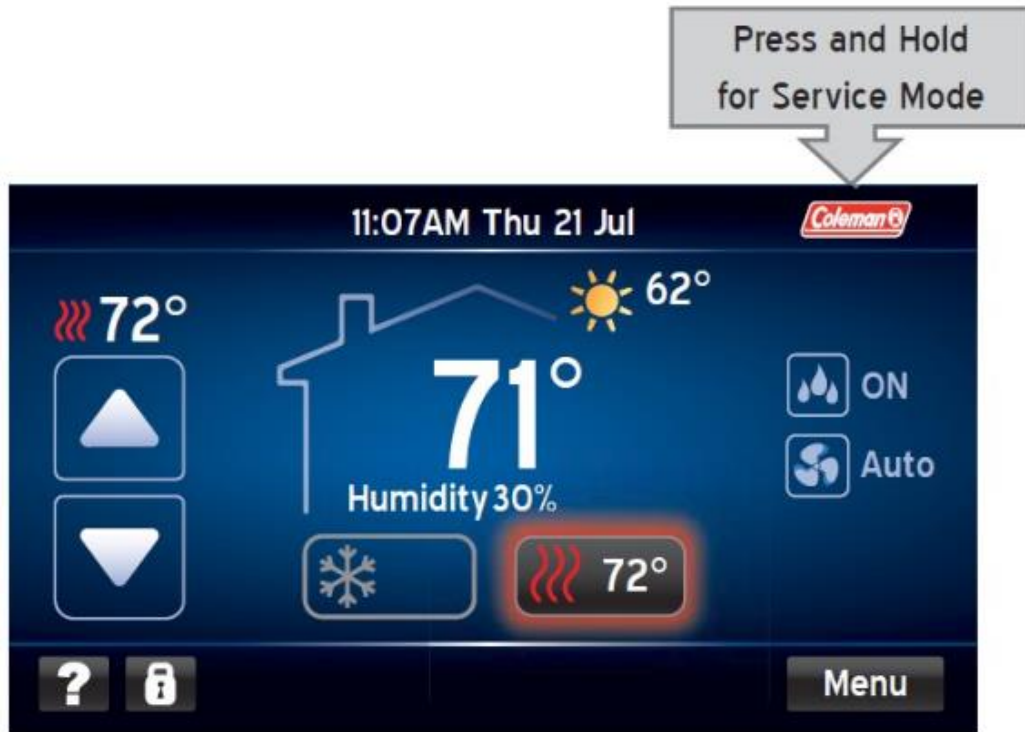 Press and Hold
for Service Mode
11:07AM Thu 21 Jul
Coleman®
72°
62°
71°
ON
Auto
Humidity 30%
72°
?
Menu